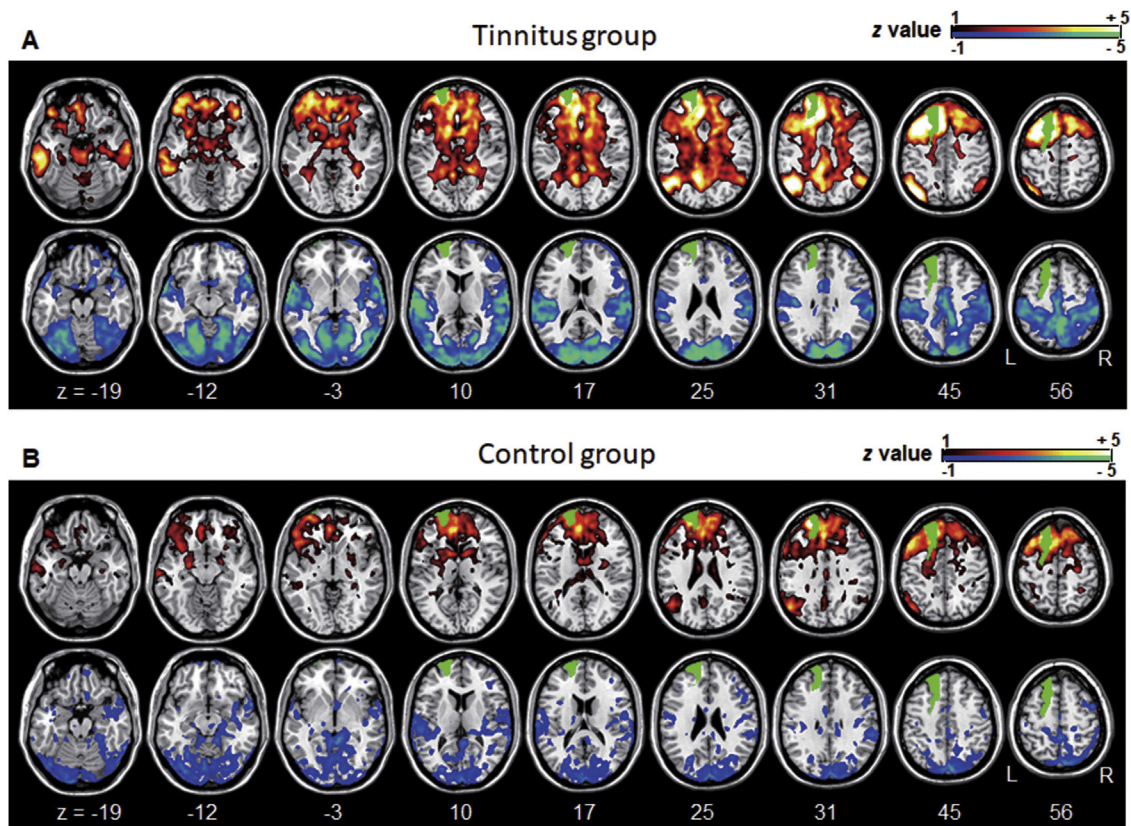 A
Tinnitus group
z value
1
+ 5
-1
- 5
L
R
z = -19 -12 -3 10 17 25 31 45 56
B
Control group
z value
1
+ 5
-1
- 5
L
R
z = -19 -12 -3 10 17 25 31 45 56